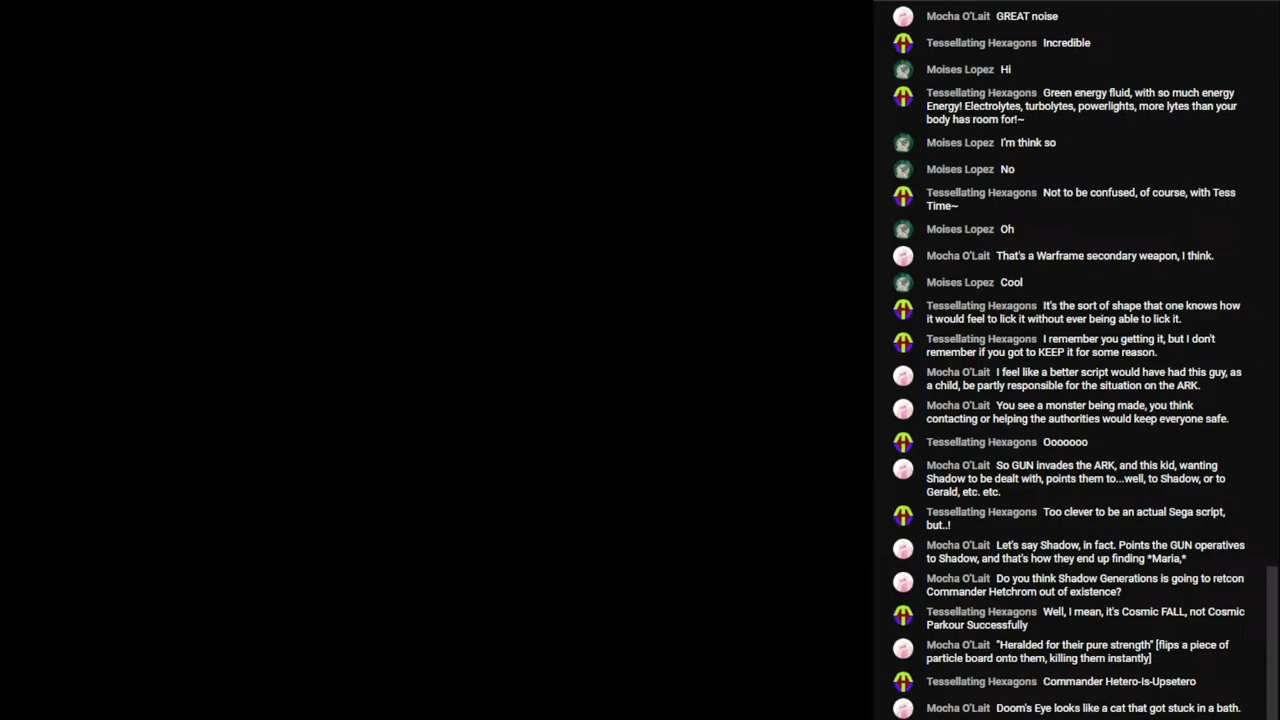 Mocha O'Lait GREAT noise
Tessellating Hexagons Incredible
Moises Lopez Hi
Tessellating Hexagons Green energy fluid, with so much energy
Energy! Electrolytes, turbolytes, powerlights, more lytes than your
body has room for!~
Moises Lopez I'm think so
Moises Lopez No
Tessellating Hexagons Not to be confused, of course, with Tess
Time~
Moises Lopez Oh
Mocha O'Lait That's a Warframe secondary weapon, I think.
Moises Lopez Cool
Tessellating Hexagons It's the sort of shape that one knows how
it would feel to lick it without ever being able to lick it.
Tessellating Hexagons I remember you getting it, but I don't
remember if you got to KEEP it for some reason.
Mocha O'Lait I feel like a better script would have had this guy, as
a child, be partly responsible for the situation on the ARK.
Mocha O'Lait You see a monster being made, you think
contacting or helping the authorities would keep everyone safe.
Tessellating Hexagons Ooooooo
Mocha O'Lait So GUN invades the ARK, and this kid, wanting
Shadow to be dealt with, points them to...well, to Shadow, or to
Gerald, etc. etc.
Tessellating Hexagons Too clever to be an actual Sega script,
but..!
Mocha O'Lait Let's say Shadow, in fact. Points the GUN operatives
to Shadow, and that's how they end up finding *Maria,*
Mocha O'Lait Do you think Shadow Generations is going to retcon
Commander Hetchrom out of existence?
Tessellating Hexagons Well, I mean, it's Cosmic FALL, not Cosmic
Parkour Successfully
Mocha O'Lait "Heralded for their pure strength" [flips a piece of
particle board onto them, killing them instantly]
Tessellating Hexagons Commander Hetero-Is-Upsetero
Mocha O'Lait Doom's Eye looks like a cat that got stuck in a bath.